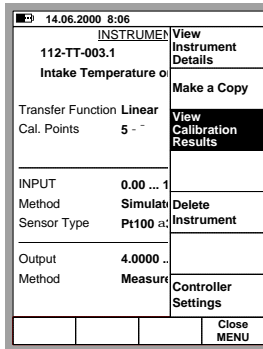 14.06.2000 8:06
INSTRUMEN
112-TT-003.1
Intake Temperature o
Transfer Function Linear
Cal. Points 5 -
INPUT 0.00 ... 1
Method Simulat
Sensor Type Pt100
Output 4.0000 ..
Method Measure
View
Instrument
Details
Make a Copy
View
Calibration
Results
Delete
Instrument
Controller
Settings
Close
MENU